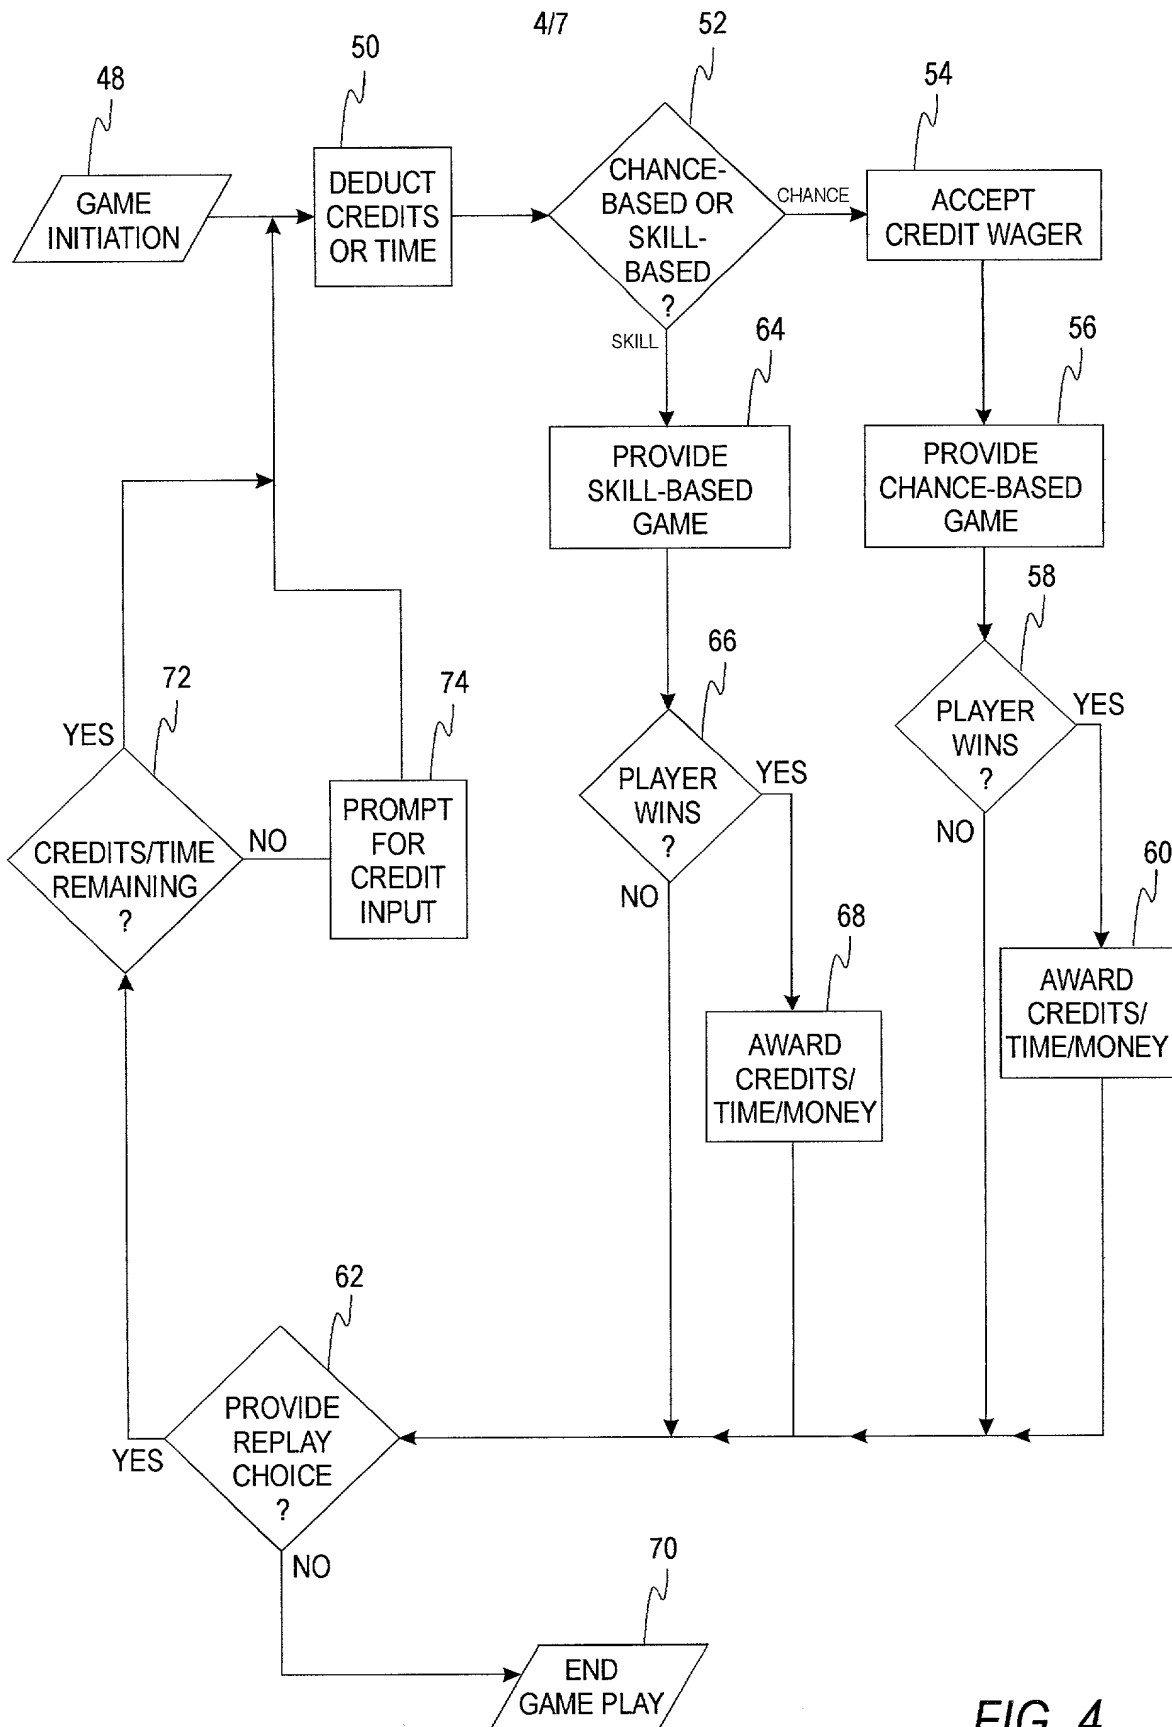 4/7
48
50
52
54
GAME
INITIATION
DEDUCT
CREDITS
OR TIME
CHANCE-
BASED OR
SKILL-
BASED
?
CHANCE
SKILL
ACCEPT
CREDIT WAGER
64
56
PROVIDE
SKILL-BASED
GAME
PROVIDE
CHANCE-BASED
GAME
58
66
PLAYER
WINS
?
YES
NO
PLAYER
WINS
?
YES
NO
72
74
YES
CREDITS/TIME
REMAINING
?
NO
PROMPT
FOR
CREDIT
INPUT
68
60
AWARD
CREDITS/
TIME/MONEY
AWARD
CREDITS/
TIME/MONEY
62
PROVIDE
REPLAY
CHOICE
?
YES
NO
70
END
GAME PLAY
FIG. 4